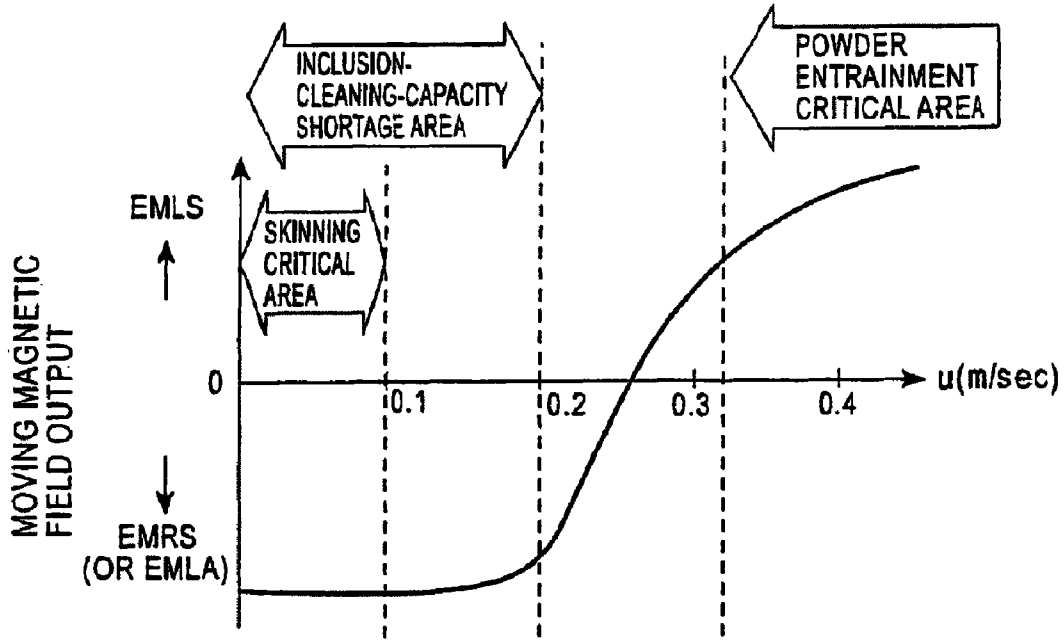 INCLUSION-
CLEANING-CAPACITY
SHORTAGE AREA
POWDER
ENTRAINMENT
CRITICAL AREA
SKINNING
CRITICAL
AREA
EMLS
MOVING MAGNETIC
FIELD OUTPUT
0
0.1
0.2
0.3
0.4
u(m/sec)
EMRS
(OR EMLA)